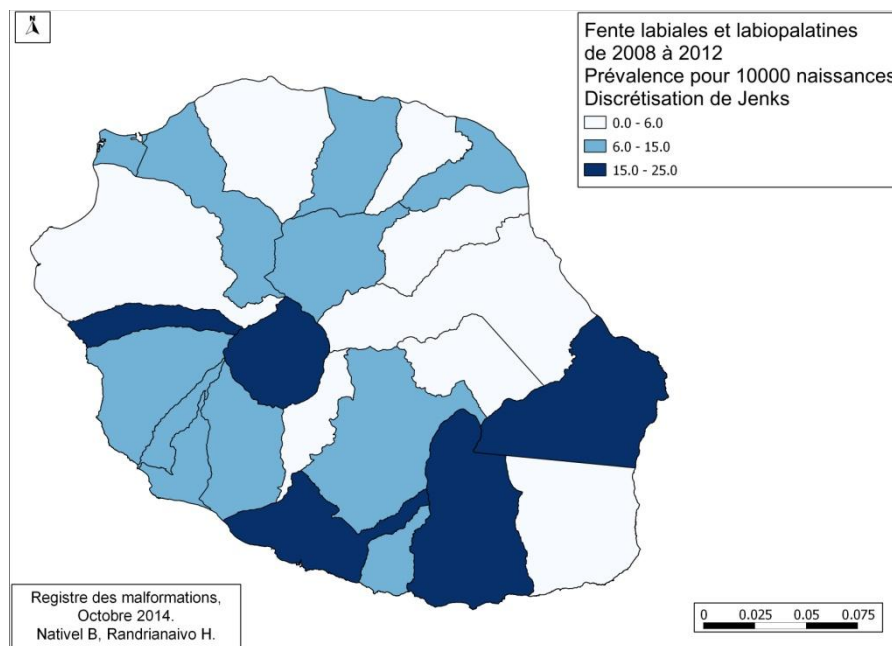 N
Fente labiales et labiopalatines
de 2008 à 2012
Prévalence pour 10000 naissances
Discrétisation de Jenks
0.0 - 6.0
6.0 - 15.0
15.0 - 25.0
Registre des malformations,
Octobre 2014.
Nativel B, Randrianaivo H.
0 0.025 0.05 0.075